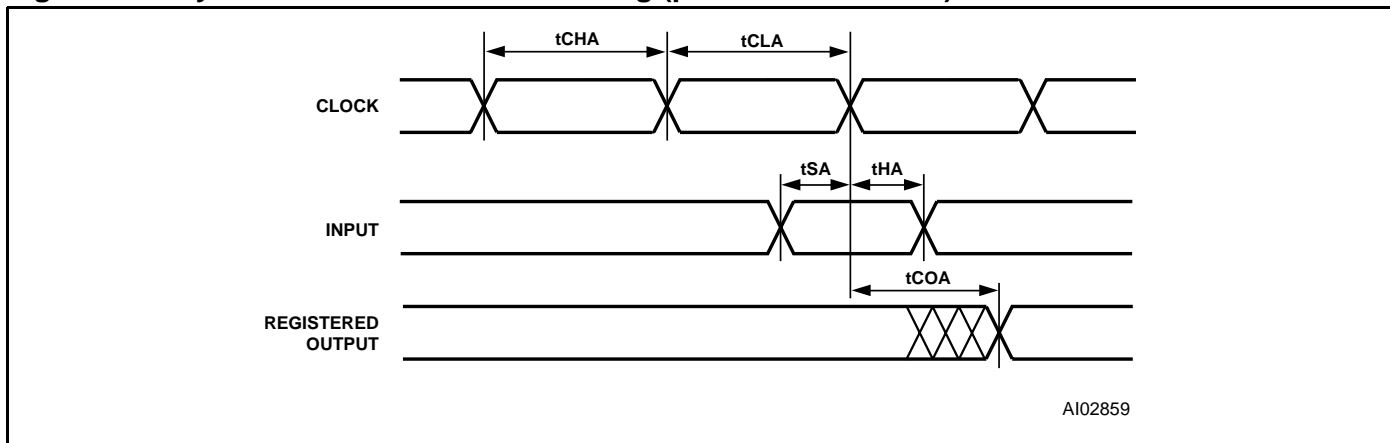 tCHA tCLA
CLOCK
tSA tHA
INPUT
tCOA
REGISTERED
OUTPUT
AI02859